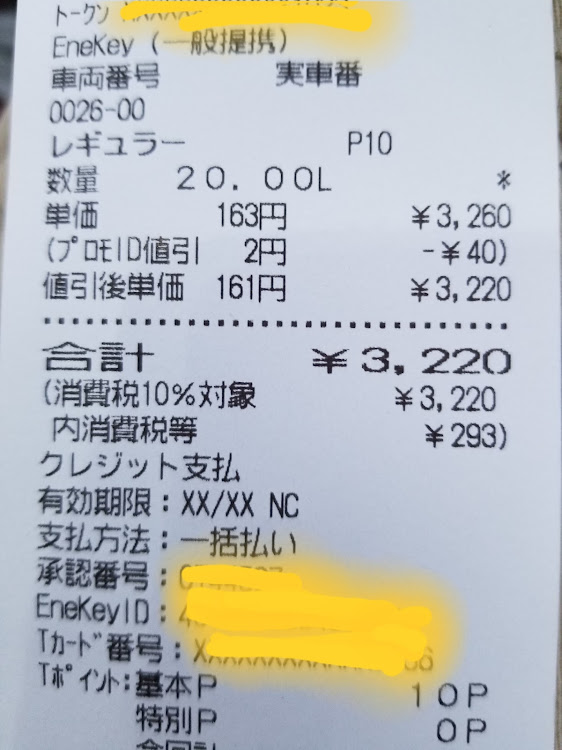 トークン
EneKey (一般提携)
車両番号 実車番
0026-00
レギュラー P10
数量 20.00L *
単価 163円 ¥3,260
(プロモID値引 2円 -¥40)
値引後単価 161円 ¥3,220
合計 ¥3,220
(消費税10%対象 ¥3,220
内消費税等 ¥293)
クレジット支払
有効期限:XX/XX NC
支払方法:一括払い
承認番号:
EneKeyID:
Tカード番号:
Tポイント:基本P 10P
特別P 0P